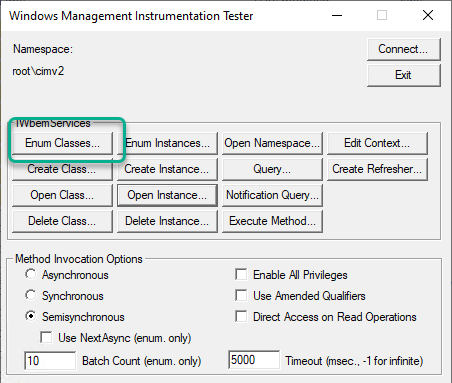 Windows Management Instrumentation Tester
Namespace:
Connect...
root\cimv2
Exit
IWbemServices
Enum Classes... Enum Instances... Open Namespace... Edit Context...
Create Class... Create Instance... Query... Create Refresher...
Open Class... Open Instance... Notification Query...
Delete Class... Delete Instance... Execute Method...
Method Invocation Options
Asynchronous Enable All Privileges
Synchronous Use Amended Qualifiers
Semisynchronous Direct Access on Read Operations
Use NextAsync (enum. only)
10 Batch Count (enum. only) 5000 Timeout (msec., -1 for infinite)